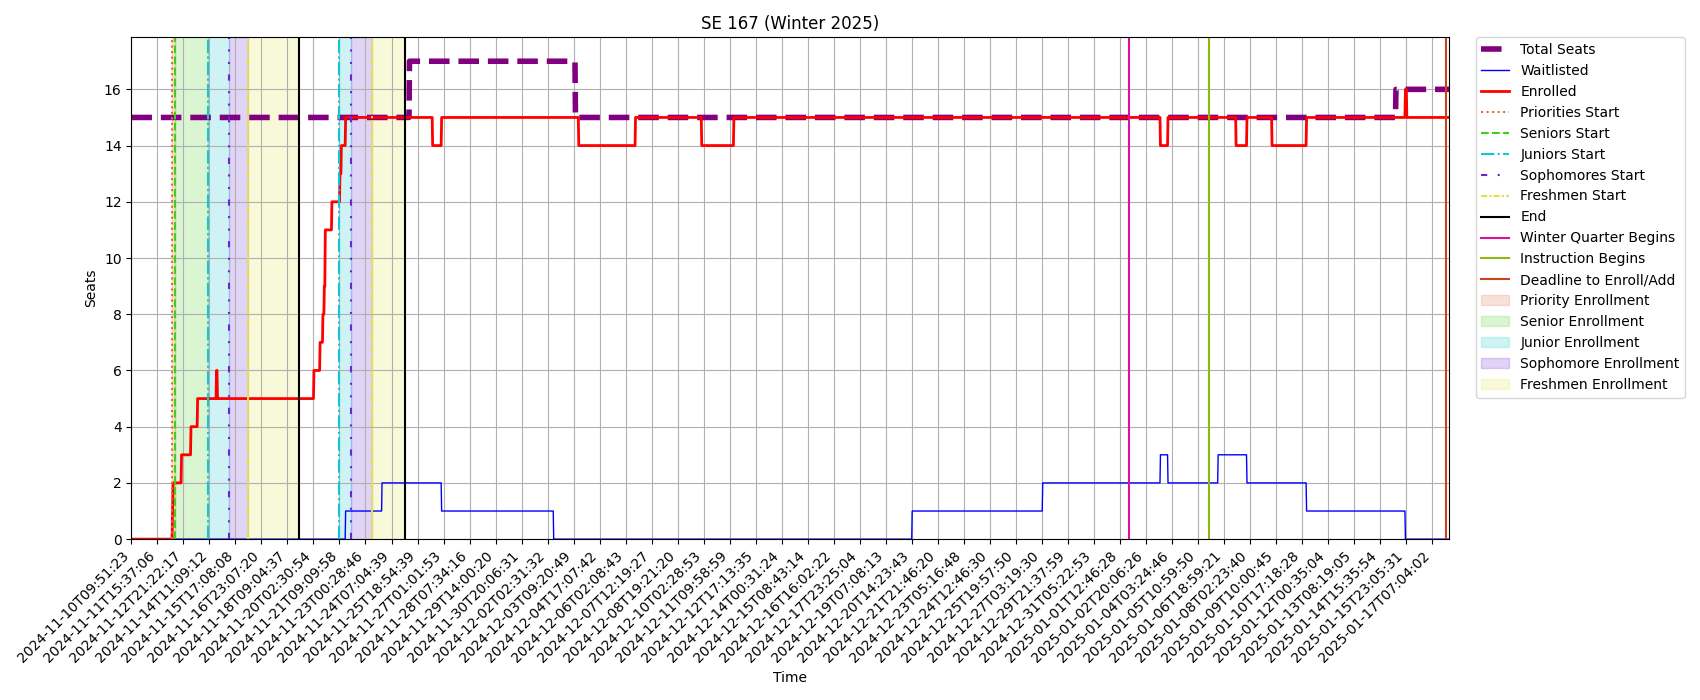 SE 167 (Winter 2025)
Seats
16
14
12
10
8
6
4
2
0
2024-11-10T09:51:23
2024-11-11T15:37:06
2024-11-12T21:22:17
2024-11-14T11:09:12
2024-11-15T17:08:08
2024-11-16T23:07:20
2024-11-18T09:04:37
2024-11-20T02:30:54
2024-11-21T09:09:58
2024-11-23T00:28:46
2024-11-24T07:04:39
2024-11-25T18:54:39
2024-11-27T01:01:53
2024-11-28T07:34:16
2024-11-29T14:00:20
2024-11-30T20:06:31
2024-12-02T02:31:32
2024-12-03T09:20:49
2024-12-04T17:07:42
2024-12-06T02:08:43
2024-12-07T12:19:27
2024-12-08T19:21:20
2024-12-10T02:28:53
2024-12-11T09:58:59
2024-12-12T17:13:35
2024-12-14T00:31:24
2024-12-15T08:43:14
2024-12-16T16:02:22
2024-12-17T23:25:04
2024-12-19T07:08:13
2024-12-20T14:23:43
2024-12-21T21:46:20
2024-12-23T05:16:48
2024-12-24T12:46:30
2024-12-25T19:57:50
2024-12-27T03:19:30
2024-12-29T21:37:59
2024-12-31T05:22:53
2025-01-01T12:46:28
2025-01-02T20:06:26
2025-01-04T03:24:46
2025-01-05T10:59:50
2025-01-06T18:59:21
2025-01-08T02:23:40
2025-01-09T10:00:45
2025-01-10T17:18:28
2025-01-12T00:35:04
2025-01-13T08:19:05
2025-01-14T15:35:54
2025-01-15T23:05:31
2025-01-17T07:04:02
Time
Total Seats
Waitlisted
Enrolled
Priorities Start
Seniors Start
Juniors Start
Sophomores Start
Freshmen Start
End
Winter Quarter Begins
Instruction Begins
Deadline to Enroll/Add
Priority Enrollment
Senior Enrollment
Junior Enrollment
Sophomore Enrollment
Freshmen Enrollment